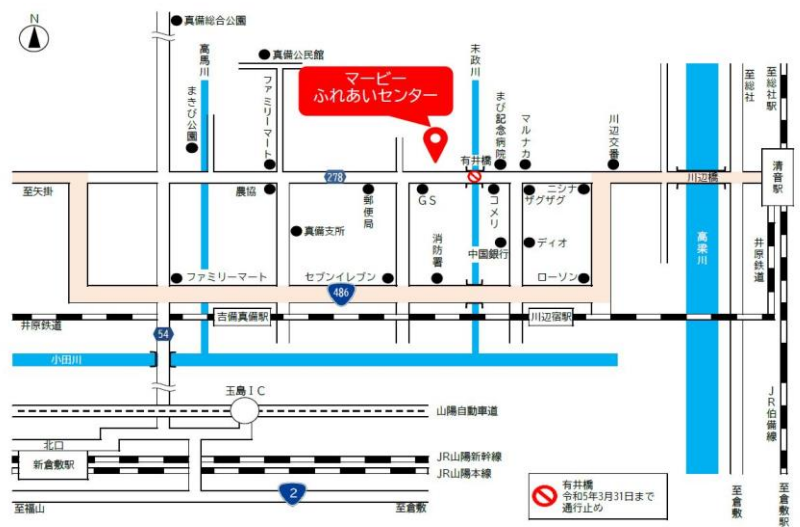 N
真備総合公園
高馬川
真備公民館
ファミリーマート
まきび公園
マービー
ふれあいセンター
末政川
まび記念病院
マルナカ
川辺交番
至総社
至総社駅
有井橋
278
川辺橋
清音駅
至矢掛
農協
郵便局
GS
コメリ
ニシナ
ザグザグ
真備支所
消防署
中国銀行
ディオ
高梁川
井原鉄道
ファミリーマート
セブンイレブン
ローソン
486
井原鉄道
54
吉備真備駅
川辺宿駅
小田川
玉島IC
山陽自動車道
JR伯備線
北口
新倉敷駅
JR山陽新幹線
JR山陽本線
2
至福山
至倉敷
有井橋
令和5年3月31日まで
通行止め
至倉敷
至倉敷駅